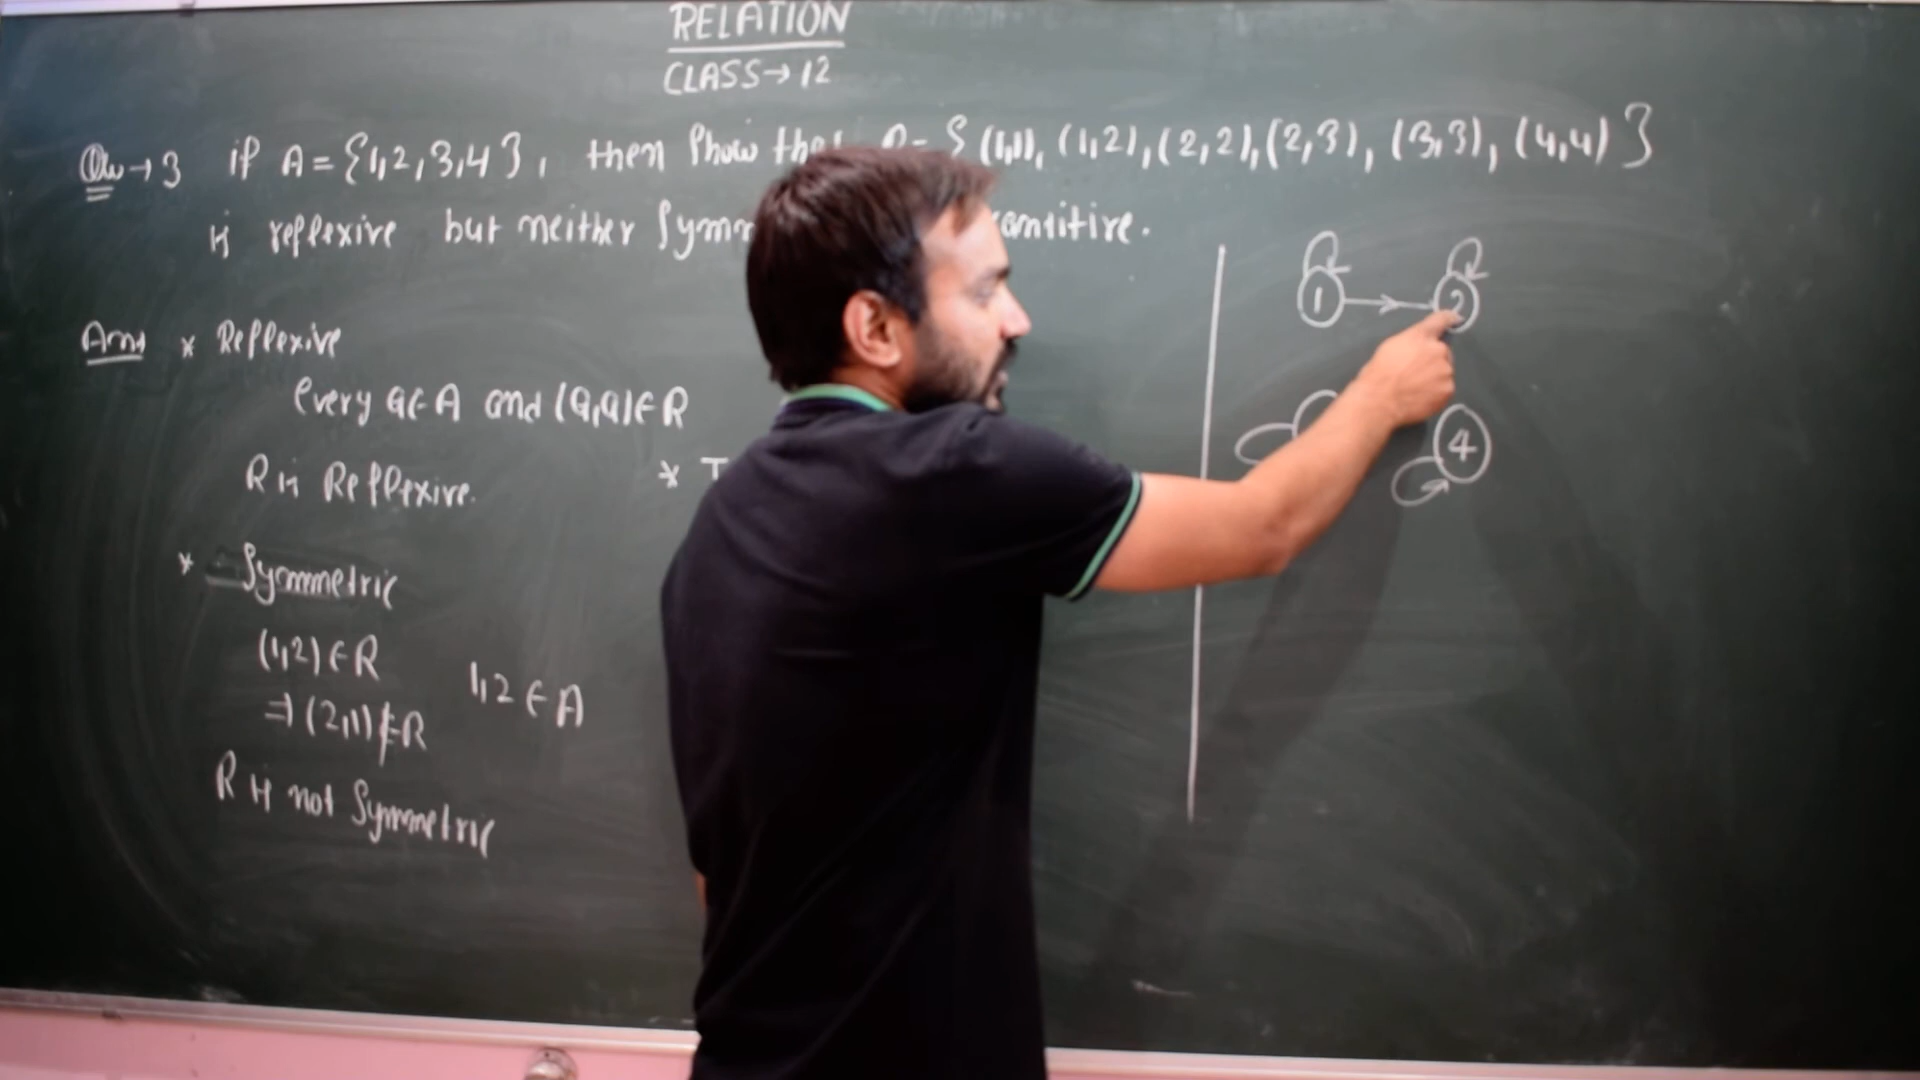 RELATION
CLASS→12
Qu→3 if A={1,2,3,4}, then Show tha R={(1,1),(1,2),(2,2),(2,3),(3,3),(4,4)}
is reflexive but neither Symm ansitive.
Ans * Reflexive
every a∈A and (a,a)∈R
R is Reflexive.
* T
* Symmetric
(1,2)∈R
1,2∈A
⇒(2,1)∉R
R is not Symmetric
1 2
4